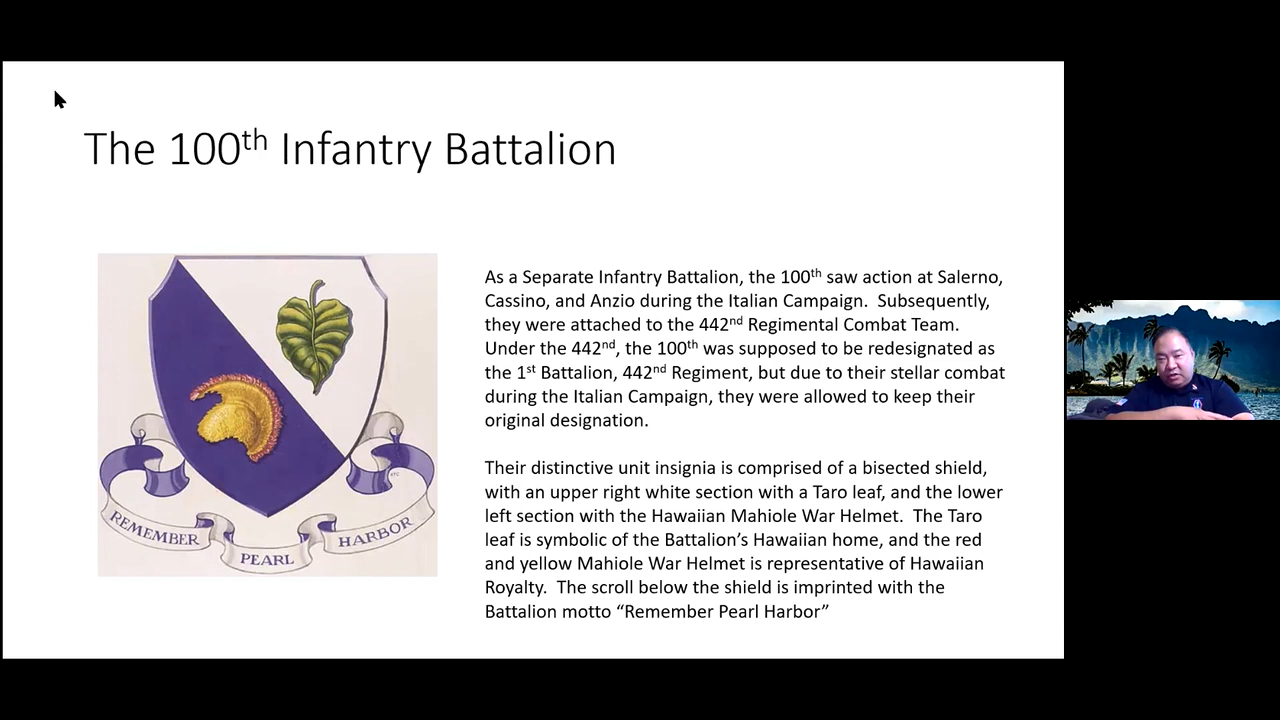 The 100th Infantry Battalion
As a Separate Infantry Battalion, the 100th saw action at Salerno,
Cassino, and Anzio during the Italian Campaign.  Subsequently,
they were attached to the 442nd Regimental Combat Team.
Under the 442nd, the 100th was supposed to be redesignated as
the 1st Battalion, 442nd Regiment, but due to their stellar combat
during the Italian Campaign, they were allowed to keep their
original designation.
Their distinctive unit insignia is comprised of a bisected shield,
with an upper right white section with a Taro leaf, and the lower
left section with the Hawaiian Mahiole War Helmet.  The Taro
leaf is symbolic of the Battalion’s Hawaiian home, and the red
and yellow Mahiole War Helmet is representative of Hawaiian
Royalty.  The scroll below the shield is imprinted with the
Battalion motto “Remember Pearl Harbor”
REMEMBER
PEARL
HARBOR